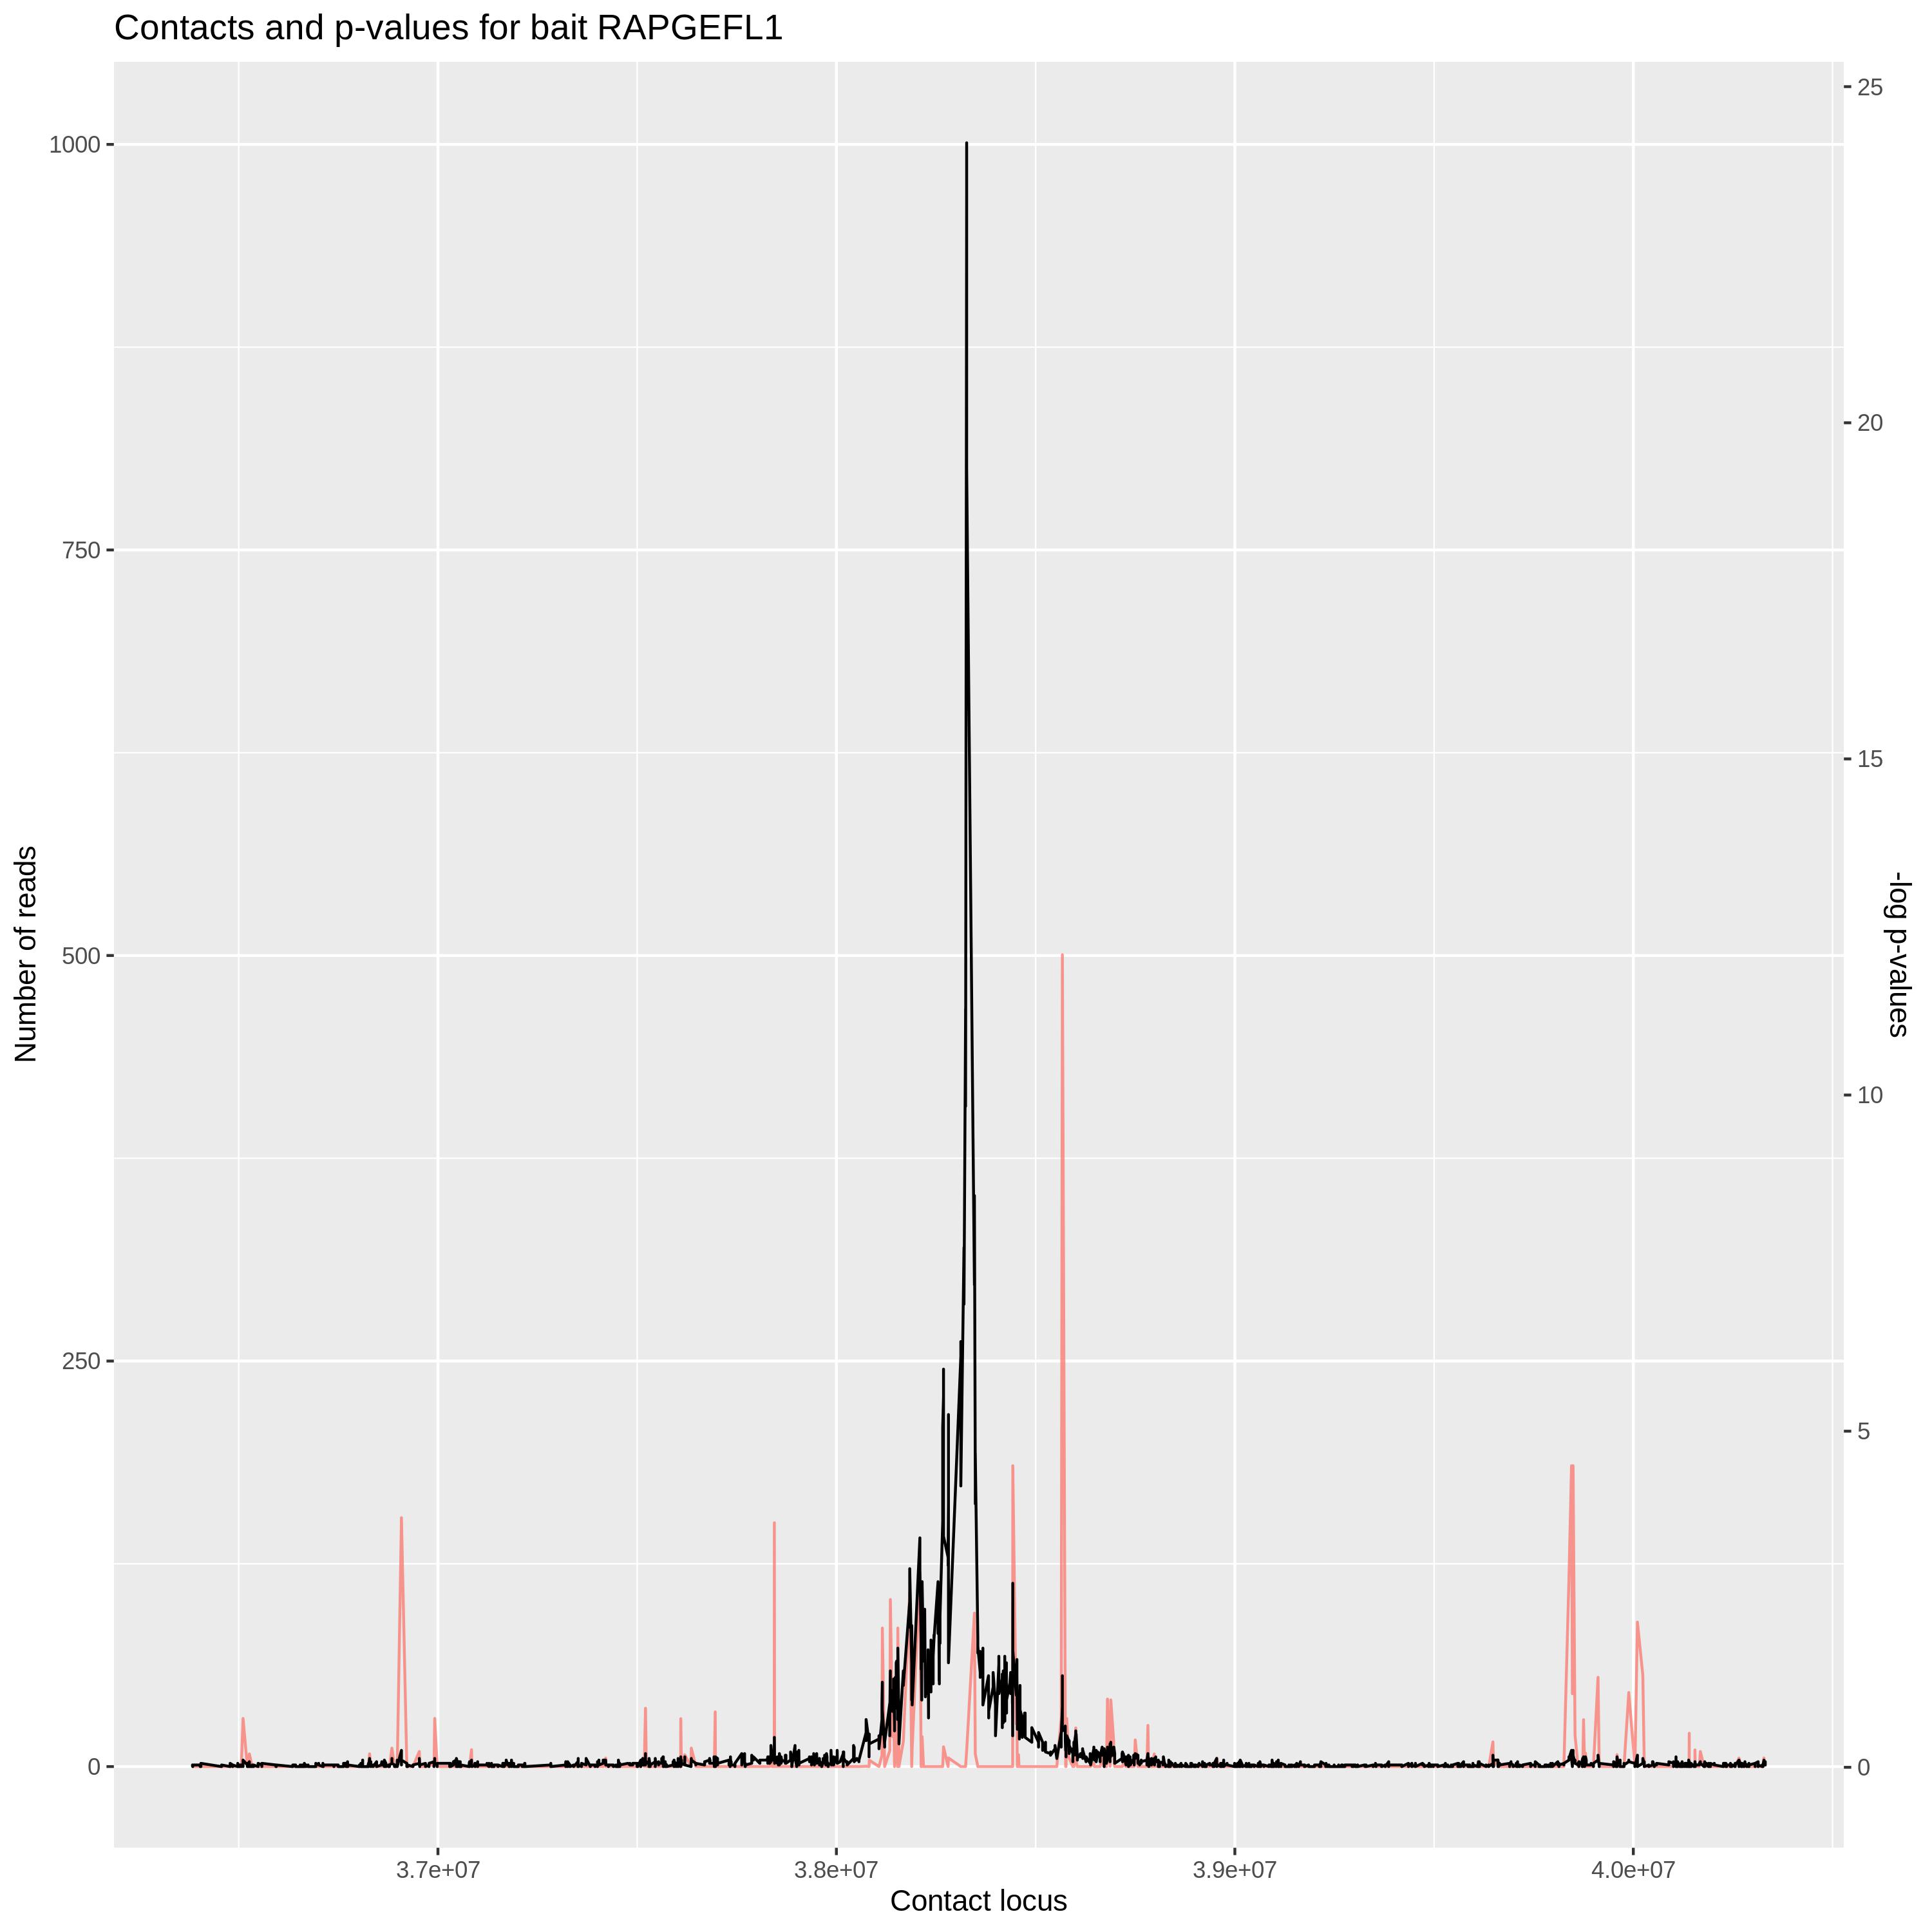 Contacts and p-values for bait RAPGEFL1
1000
750
500
250
0
Number of reads
25
20
15
10
5
0
-log p-values
3.7e+07
3.8e+07
3.9e+07
4.0e+07
Contact locus